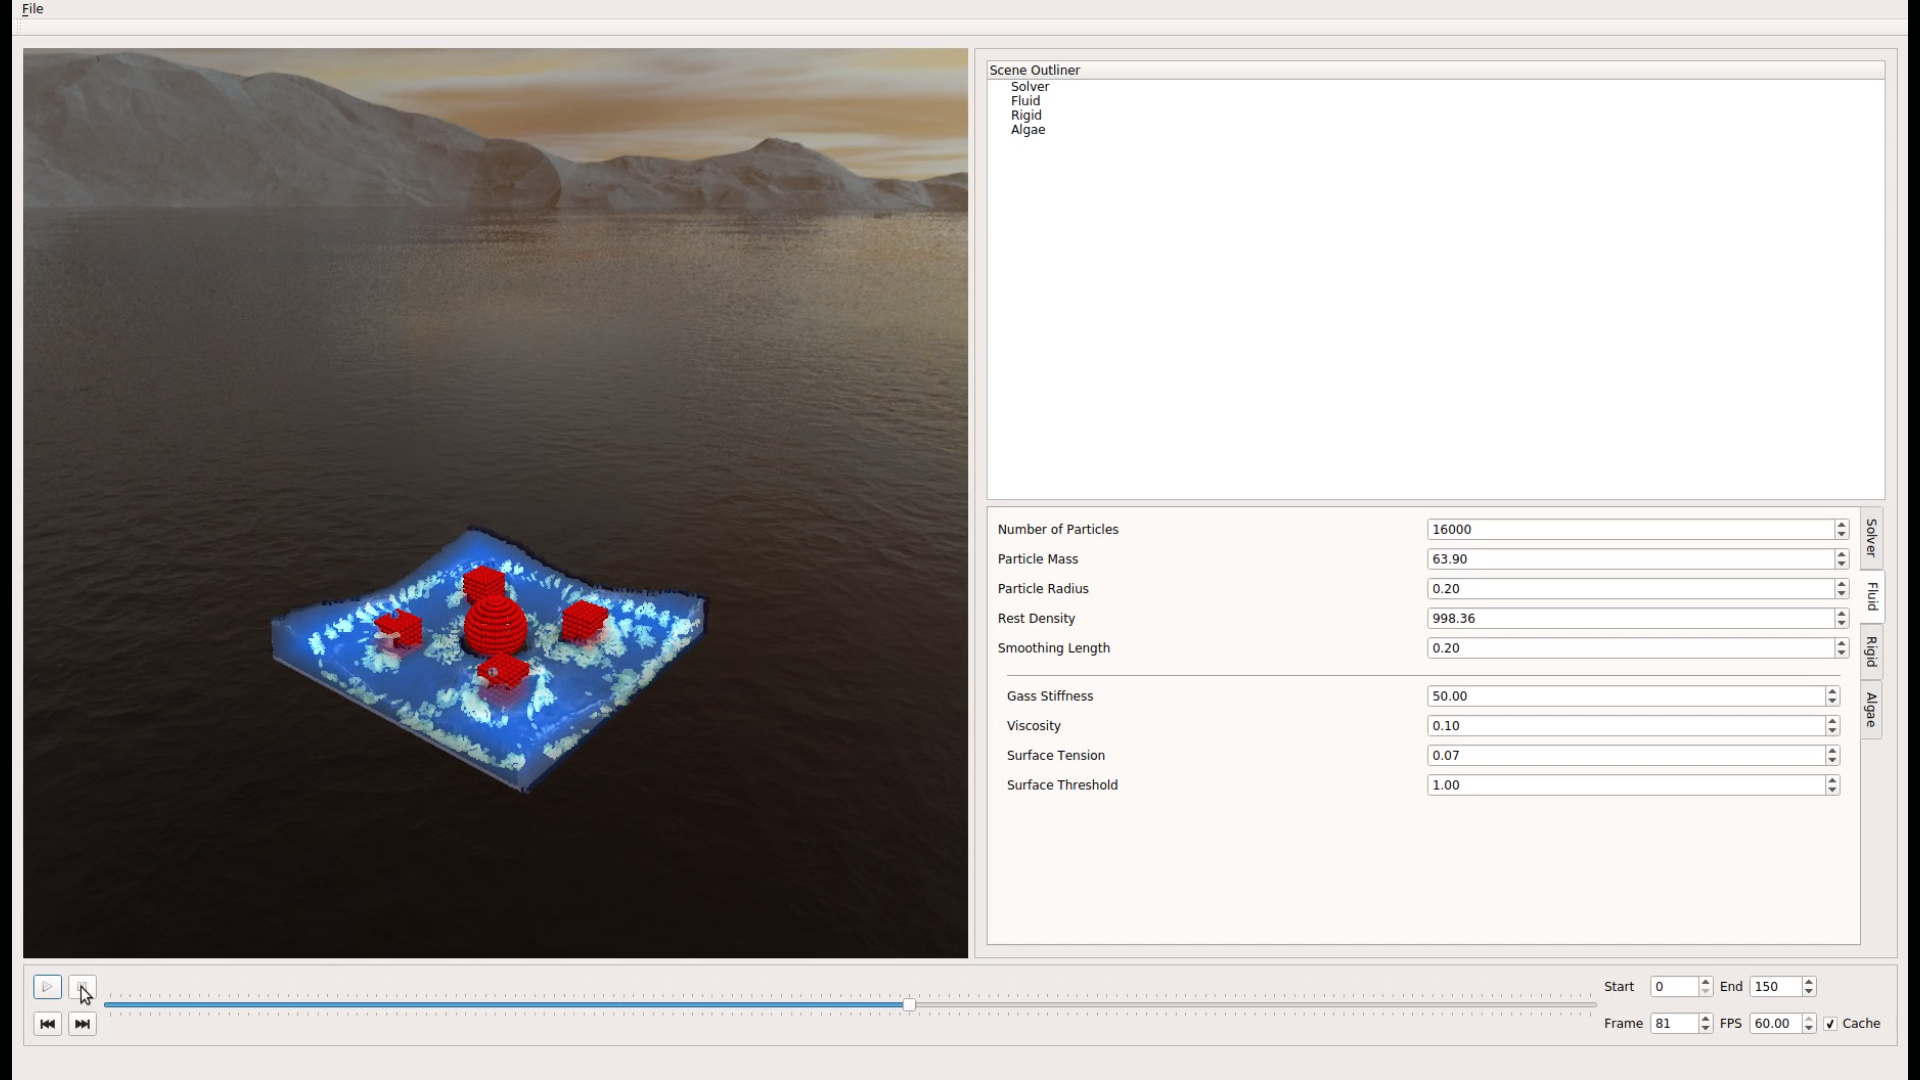 File
Scene Outliner
Solver
Fluid
Rigid
Algae
Number of Particles 16000
Particle Mass 63.90
Particle Radius 0.20
Rest Density 998.36
Smoothing Length 0.20
Gass Stiffness 50.00
Viscosity 0.10
Surface Tension 0.07
Surface Threshold 1.00
Solver
Fluid
Rigid
Algae
Start 0 End 150
Frame 81 FPS 60.00 Cache